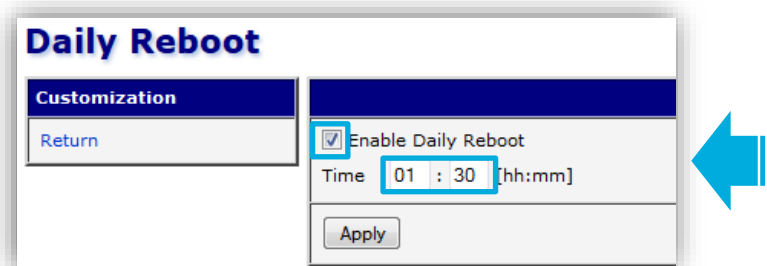 Daily Reboot
Customization
Return
Enable Daily Reboot
Time 01 : 30 [hh:mm]
Apply